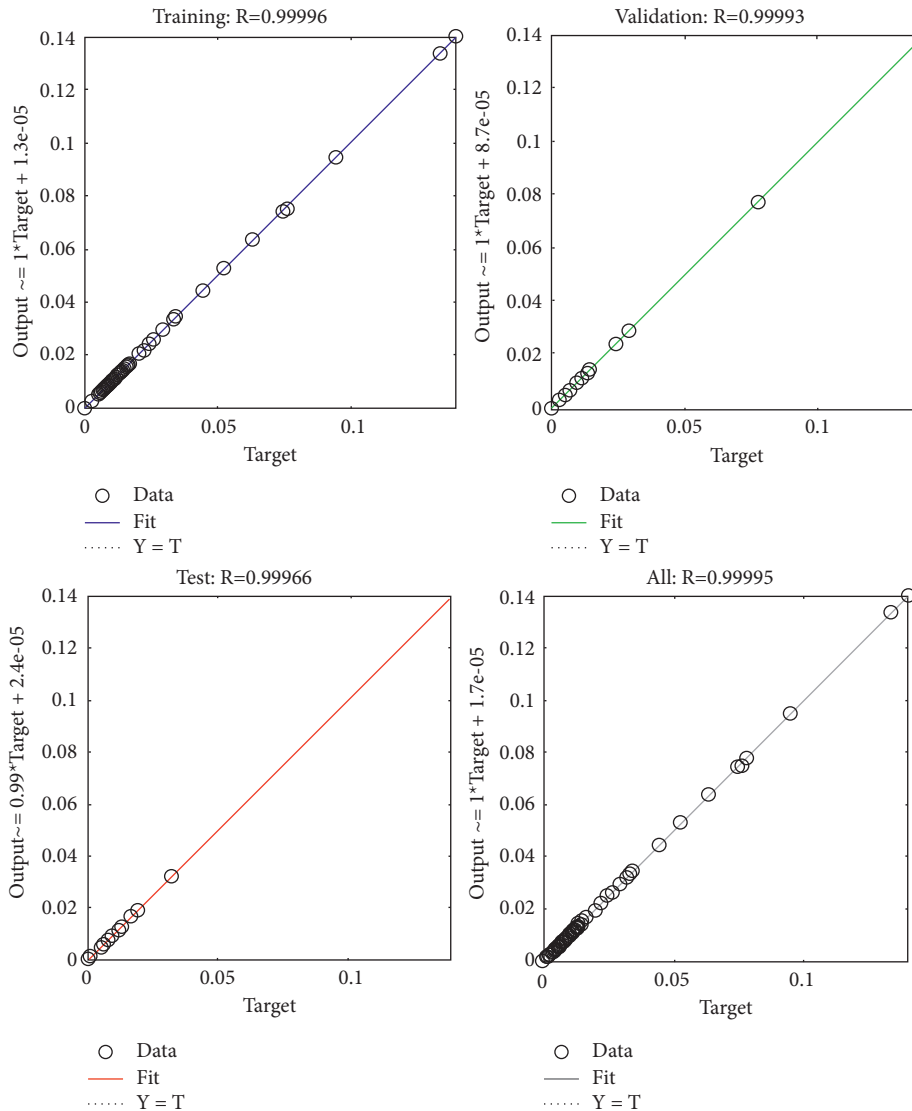 Training: R=0.99996
Output ~= 1*Target + 1.3e-05
0.14
0.12
0.1
0.08
0.06
0.04
0.02
0
0
0.05
0.1
Target
Data
Fit
Y = T
Validation: R=0.99993
Output ~= 1*Target + 8.7e-05
0.14
0.12
0.1
0.08
0.06
0.04
0.02
0
0
0.05
0.1
Target
Data
Fit
Y = T
Test: R=0.99966
Output~= 0.99*Target + 2.4e-05
0.14
0.12
0.1
0.08
0.06
0.04
0.02
0
0
0.05
0.1
Target
Data
Fit
Y = T
All: R=0.99995
Output ~= 1*Target + 1.7e-05
0.14
0.12
0.1
0.08
0.06
0.04
0.02
0
0
0.05
0.1
Target
Data
Fit
Y = T